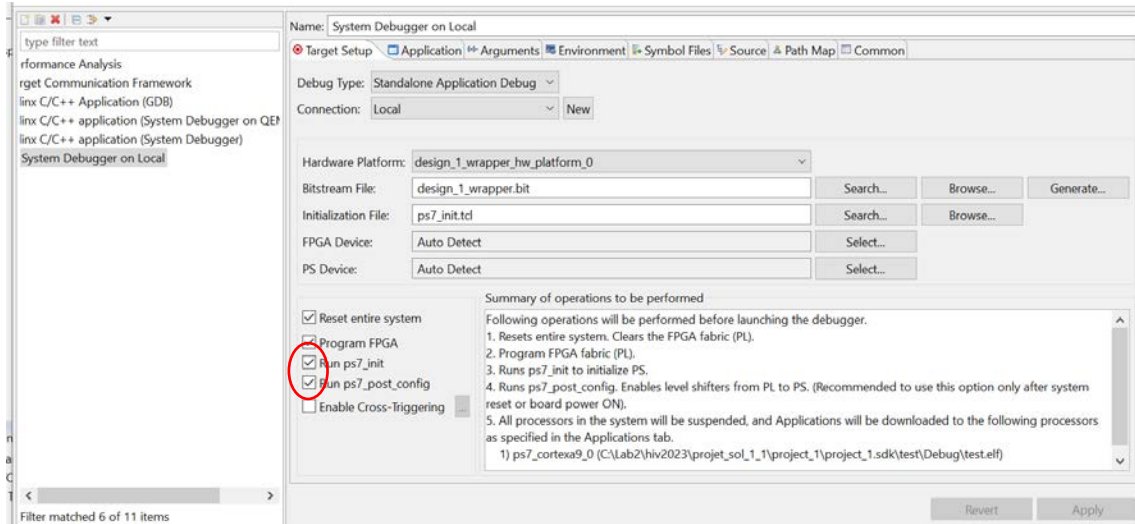 type filter text
rformance Analysis
rget Communication Framework
linx C/C++ Application (GDB)
linx C/C++ application (System Debugger on QEM
linx C/C++ application (System Debugger)
System Debugger on Local
Filter matched 6 of 11 items
Name: System Debugger on Local
Target Setup Application Arguments Environment Symbol Files Source Path Map Common
Debug Type: Standalone Application Debug
Connection: Local New
Hardware Platform: design_1_wrapper_hw_platform_0
Bitstream File: design_1_wrapper.bit Search... Browse... Generate...
Initialization File: ps7_init.tcl Search... Browse...
FPGA Device: Auto Detect Select...
PS Device: Auto Detect Select...
Reset entire system
Program FPGA
Run ps7_init
Run ps7_post_config
Enable Cross-Triggering ...
Summary of operations to be performed
Following operations will be performed before launching the debugger.
1. Resets entire system. Clears the FPGA fabric (PL).
2. Program FPGA fabric (PL).
3. Runs ps7_init to initialize PS.
4. Runs ps7_post_config. Enables level shifters from PL to PS. (Recommended to use this option only after system
reset or board power ON).
5. All processors in the system will be suspended, and Applications will be downloaded to the following processors
as specified in the Applications tab.
1) ps7_cortexa9_0 (C:\Lab2\hiv2023\projet_sol_1_1\project_1\project_1.sdk\test\Debug\test.elf)
Revert Apply